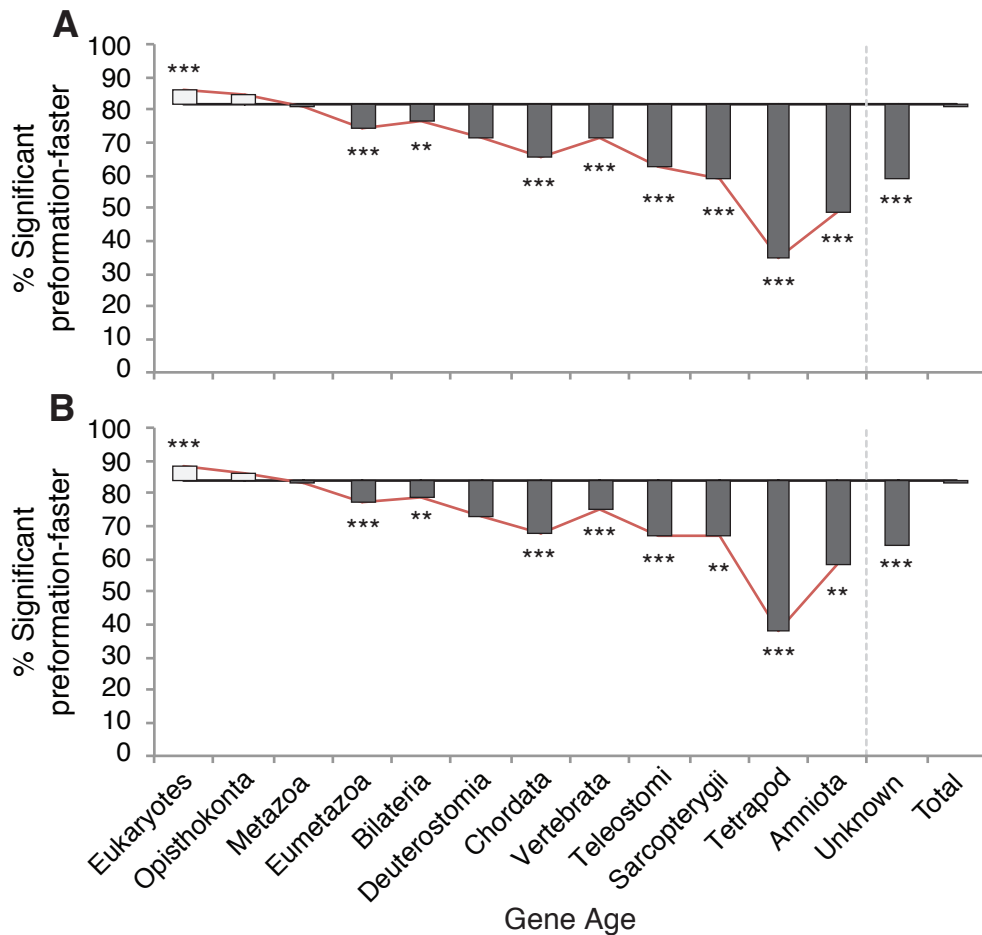 A
% Significant
preformation-faster
100
90
80
70
60
50
40
30
20
10
0
***
***
**
***
***
***
***
***
***
***
B
% Significant
preformation-faster
100
90
80
70
60
50
40
30
20
10
0
***
***
**
***
***
***
**
***
**
***
Eukaryotes
Opisthokonta
Metazoa
Eumetazoa
Bilateria
Deuterostomia
Chordata
Vertebrata
Teleostomi
Sarcopterygii
Tetrapod
Amniota
Unknown
Total
Gene Age